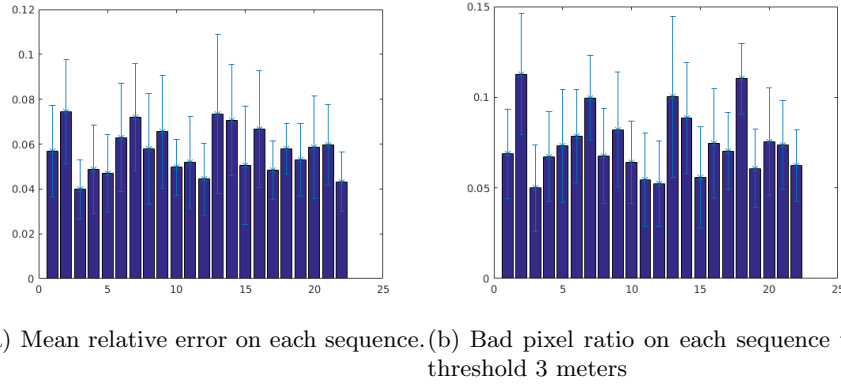 0.12
0.1
0.08
0.06
0.04
0.02
0
0 5 10 15 20 25
0.15
0.1
0.05
0
0 5 10 15 20 25
) Mean relative error on each sequence.
(b) Bad pixel ratio on each sequence
threshold 3 meters